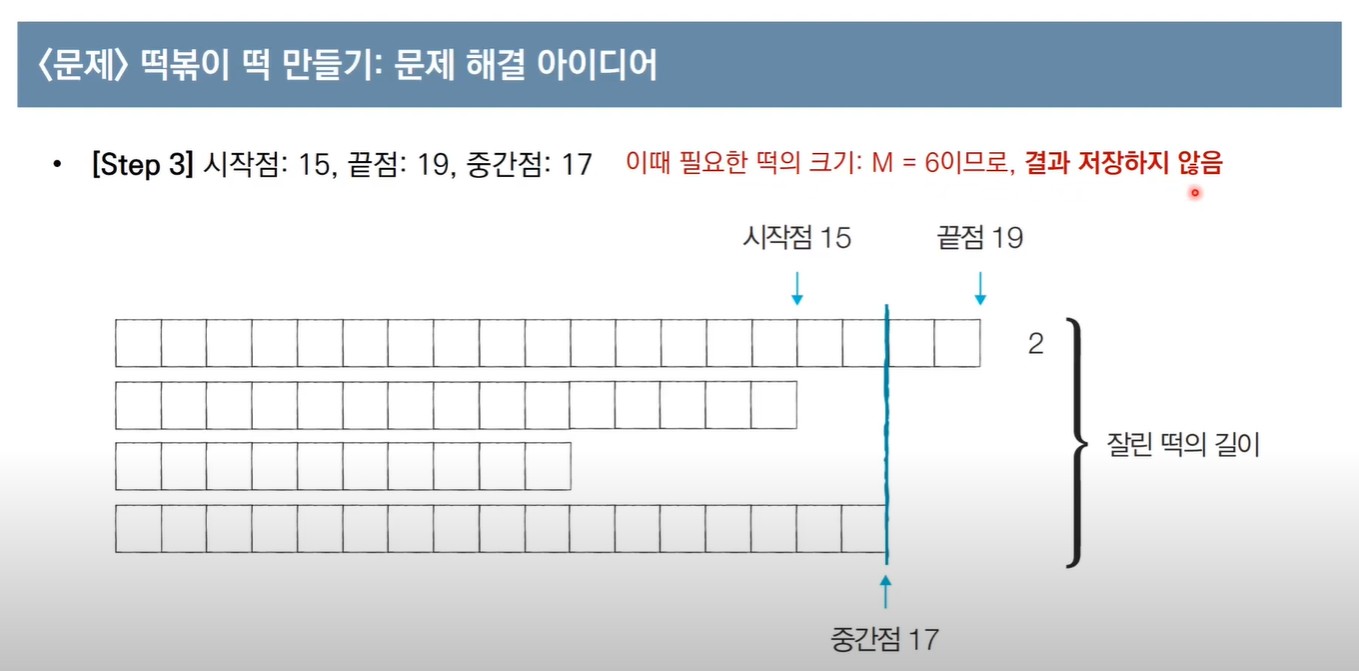 〈문제〉 떡볶이 떡 만들기: 문제 해결 아이디어
• [Step 3] 시작점: 15, 끝점: 19, 중간점: 17 이때 필요한 떡의 크기: M = 6이므로, 결과 저장하지 않음
시작점 15 끝점 19
2
잘린 떡의 길이
중간점 17